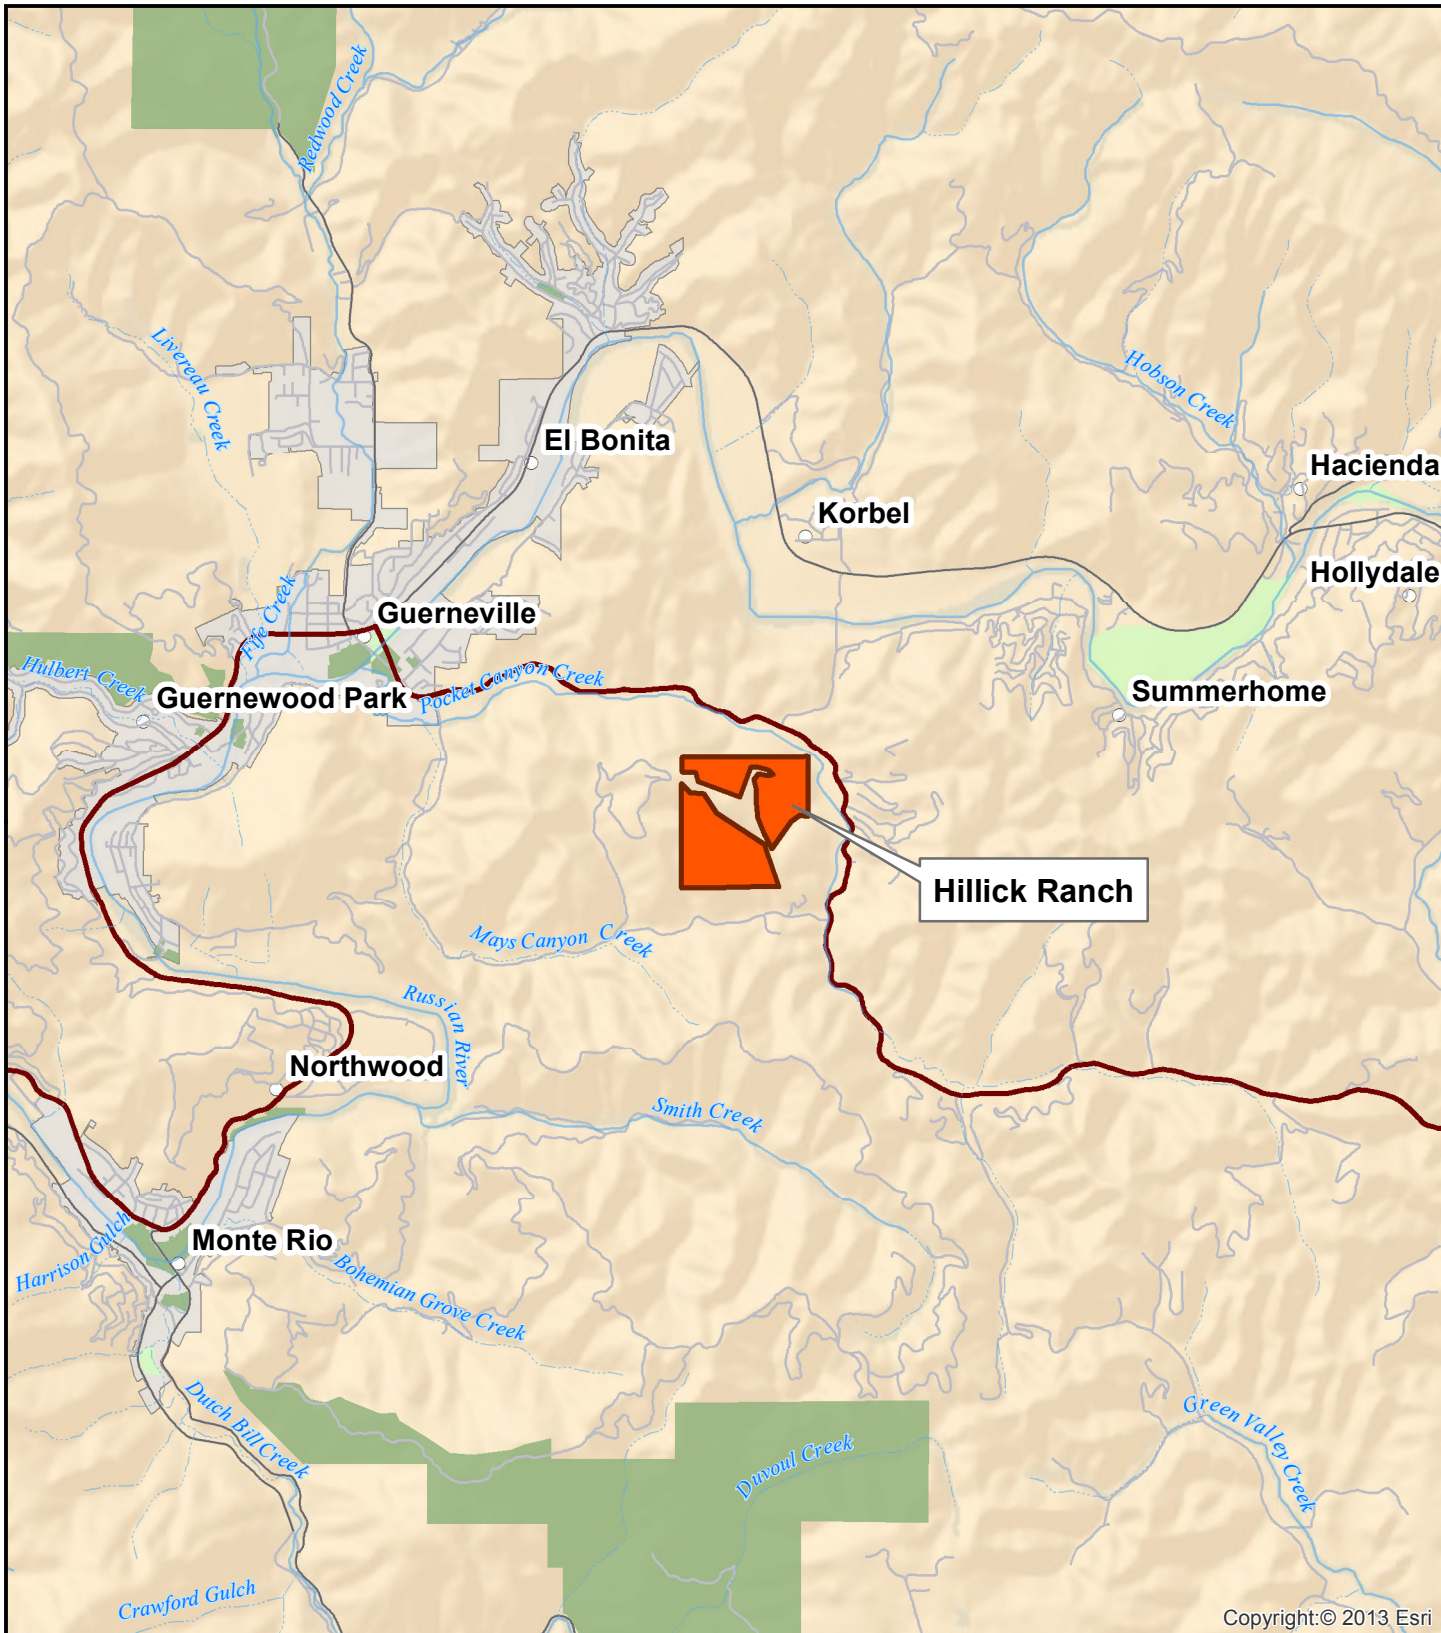 Redwood Creek
Livereau Creek
Hobson Creek
El Bonita
Hacienda
Korbel
Hollydale
Fife Creek
Guerneville
Hulbert Creek
Pocket Canyon Creek
Guernewood Park
Summerhome
Hillick Ranch
Mays Canyon Creek
Russian River
Northwood
Smith Creek
Harrison Gulch
Monte Rio
Bohemian Grove Creek
Dutch Bill Creek
Green Valley Creek
Duvoul Creek
Crawford Gulch
Copyright:© 2013 Esri